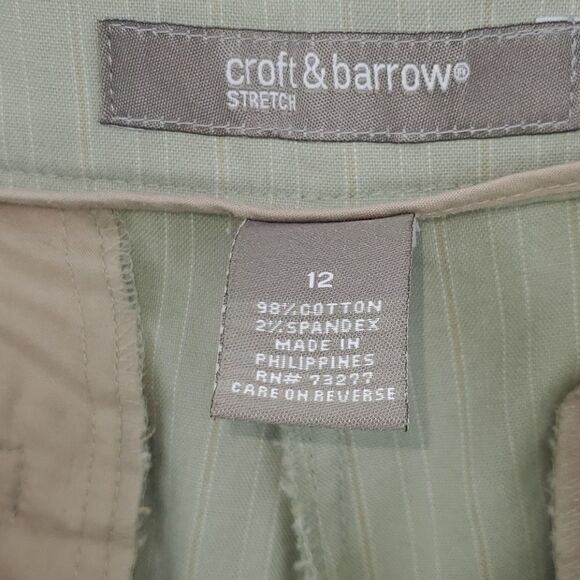 croft&barrow®
STRETCH
12
98% COTTON
2% SPANDEX
MADE IN
PHILIPPINES
RN# 73277
CARE ON REVERSE